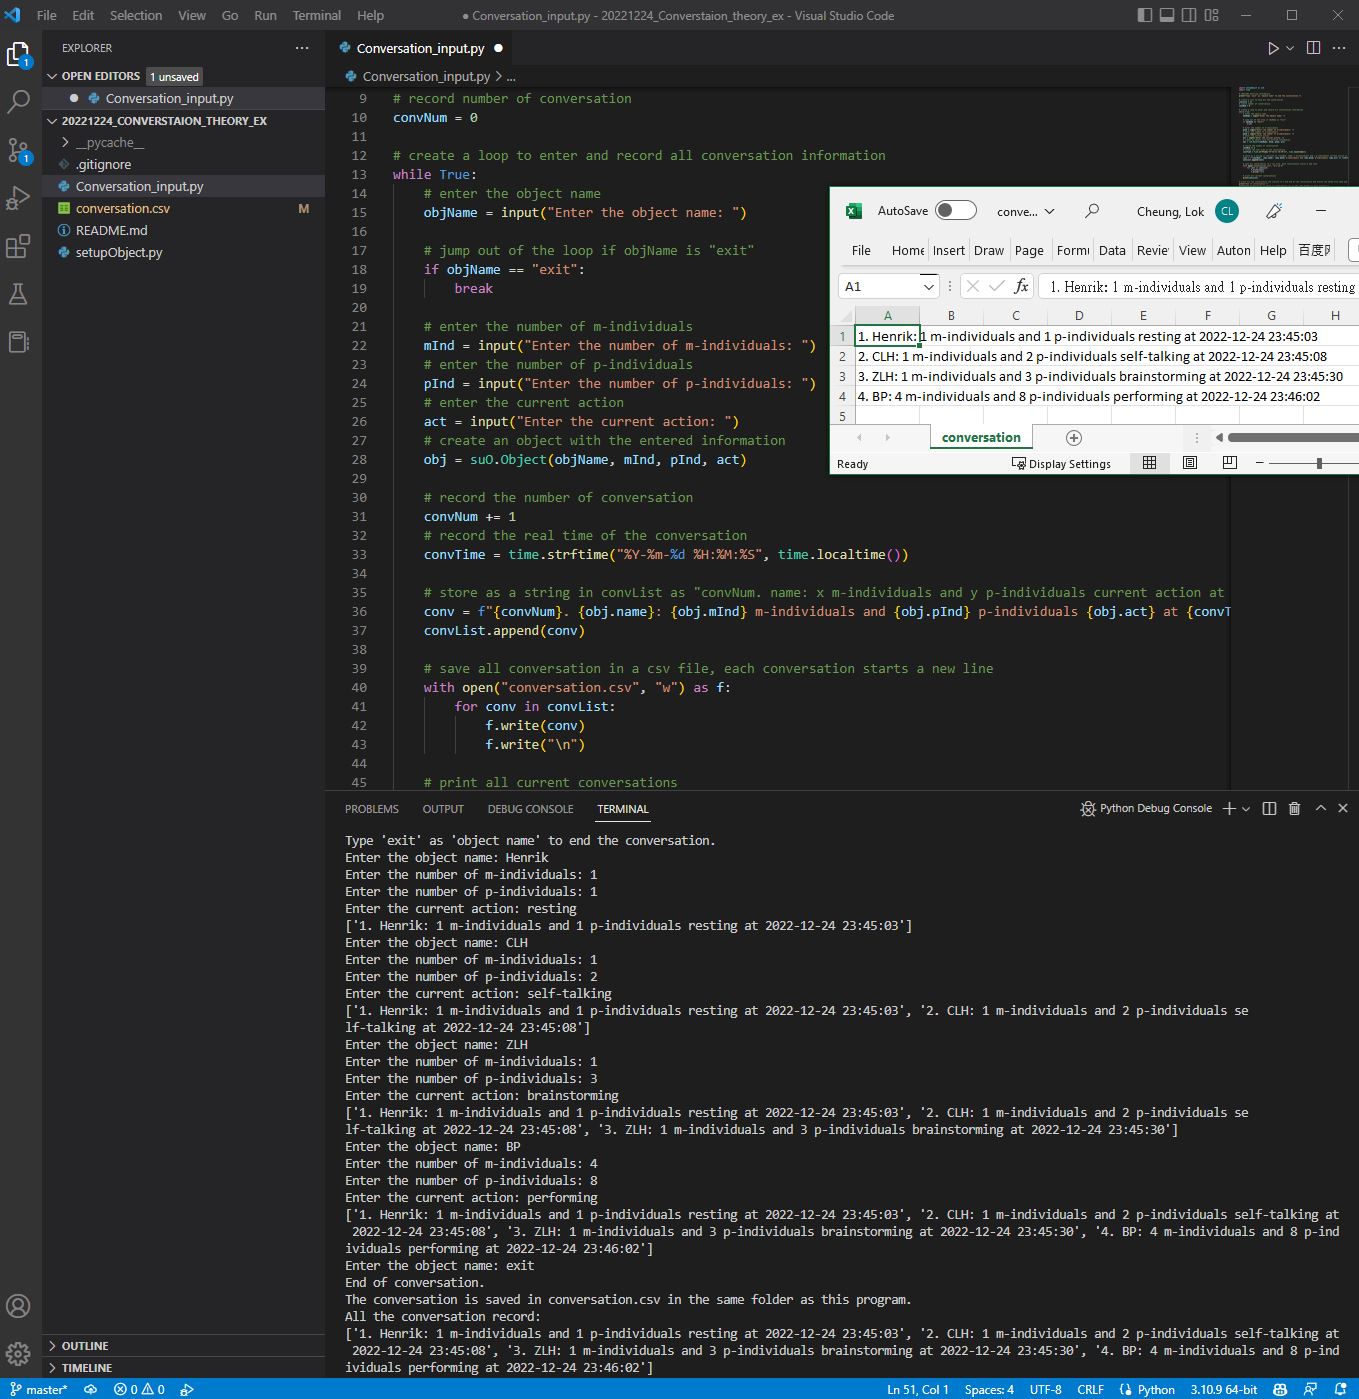 File Edit Selection View Go Run Terminal Help ● Conversation_input.py - 20221224_Converstaion_theory_ex - Visual Studio Code
EXPLORER
OPEN EDITORS 1 unsaved
Conversation_input.py
20221224_CONVERSTAION_THEORY_EX
__pycache__
.gitignore
Conversation_input.py
conversation.csv M
README.md
setupObject.py
OUTLINE
TIMELINE
1
1
Conversation_input.py
Conversation_input.py > ...
9 # record number of conversation
10 convNum = 0
11
12 # create a loop to enter and record all conversation information
13 while True:
14 # enter the object name
15 objName = input("Enter the object name: ")
16
17 # jump out of the loop if objName is "exit"
18 if objName == "exit":
19 break
20
21 # enter the number of m-individuals
22 mInd = input("Enter the number of m-individuals: ")
23 # enter the number of p-individuals
24 pInd = input("Enter the number of p-individuals: ")
25 # enter the current action
26 act = input("Enter the current action: ")
27 # create an object with the entered information
28 obj = suO.Object(objName, mInd, pInd, act)
29
30 # record the number of conversation
31 convNum += 1
32 # record the real time of the conversation
33 convTime = time.strftime("%Y-%m-%d %H:%M:%S", time.localtime())
34
35 # store as a string in convList as "convNum. name: x m-individuals and y p-individuals current action at
36 conv = f"{convNum}. {obj.name}: {obj.mInd} m-individuals and {obj.pInd} p-individuals {obj.act} at {convT
37 convList.append(conv)
38
39 # save all conversation in a csv file, each conversation starts a new line
40 with open("conversation.csv", "w") as f:
41 for conv in convList:
42 f.write(conv)
43 f.write("\n")
44
45 # print all current conversations
AutoSave conve... Cheung, Lok CL
File Home Insert Draw Page Formu Data Revie View Auton Help 百度网
A1 fx 1. Henrik: 1 m-individuals and 1 p-individuals resting
A B C D E F G H
1 1. Henrik: 1 m-individuals and 1 p-individuals resting at 2022-12-24 23:45:03
2 2. CLH: 1 m-individuals and 2 p-individuals self-talking at 2022-12-24 23:45:08
3 3. ZLH: 1 m-individuals and 3 p-individuals brainstorming at 2022-12-24 23:45:30
4 4. BP: 4 m-individuals and 8 p-individuals performing at 2022-12-24 23:46:02
5
conversation
Ready Display Settings
PROBLEMS OUTPUT DEBUG CONSOLE TERMINAL Python Debug Console
Type 'exit' as 'object name' to end the conversation.
Enter the object name: Henrik
Enter the number of m-individuals: 1
Enter the number of p-individuals: 1
Enter the current action: resting
['1. Henrik: 1 m-individuals and 1 p-individuals resting at 2022-12-24 23:45:03']
Enter the object name: CLH
Enter the number of m-individuals: 1
Enter the number of p-individuals: 2
Enter the current action: self-talking
['1. Henrik: 1 m-individuals and 1 p-individuals resting at 2022-12-24 23:45:03', '2. CLH: 1 m-individuals and 2 p-individuals se
lf-talking at 2022-12-24 23:45:08']
Enter the object name: ZLH
Enter the number of m-individuals: 1
Enter the number of p-individuals: 3
Enter the current action: brainstorming
['1. Henrik: 1 m-individuals and 1 p-individuals resting at 2022-12-24 23:45:03', '2. CLH: 1 m-individuals and 2 p-individuals se
lf-talking at 2022-12-24 23:45:08', '3. ZLH: 1 m-individuals and 3 p-individuals brainstorming at 2022-12-24 23:45:30']
Enter the object name: BP
Enter the number of m-individuals: 4
Enter the number of p-individuals: 8
Enter the current action: performing
['1. Henrik: 1 m-individuals and 1 p-individuals resting at 2022-12-24 23:45:03', '2. CLH: 1 m-individuals and 2 p-individuals self-talking at
2022-12-24 23:45:08', '3. ZLH: 1 m-individuals and 3 p-individuals brainstorming at 2022-12-24 23:45:30', '4. BP: 4 m-individuals and 8 p-ind
ividuals performing at 2022-12-24 23:46:02']
Enter the object name: exit
End of conversation.
The conversation is saved in conversation.csv in the same folder as this program.
All the conversation record:
['1. Henrik: 1 m-individuals and 1 p-individuals resting at 2022-12-24 23:45:03', '2. CLH: 1 m-individuals and 2 p-individuals self-talking at
2022-12-24 23:45:08', '3. ZLH: 1 m-individuals and 3 p-individuals brainstorming at 2022-12-24 23:45:30', '4. BP: 4 m-individuals and 8 p-ind
ividuals performing at 2022-12-24 23:46:02']
master* 0 0 Ln 51, Col 1 Spaces: 4 UTF-8 CRLF Python 3.10.9 64-bit